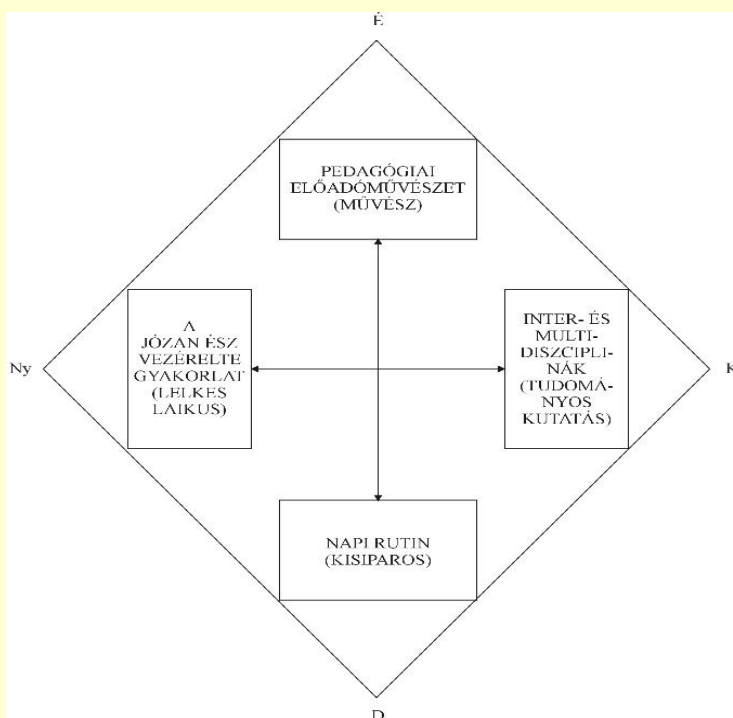 É
PEDAGÓGIAI
ELŐADÓMŰVÉSZET
(MŰVÉSZ)
A
JÓZAN ÉSZ
VEZÉRELTE
GYAKORLAT
(LELKES
LAIKUS)
INTER- ÉS
MULTI-
DISZCIPLI-
NÁK
(TUDOMÁ-
NYOS
KUTATÁS)
Ny
K
NAPI RUTIN
(KISIPAROS)
D